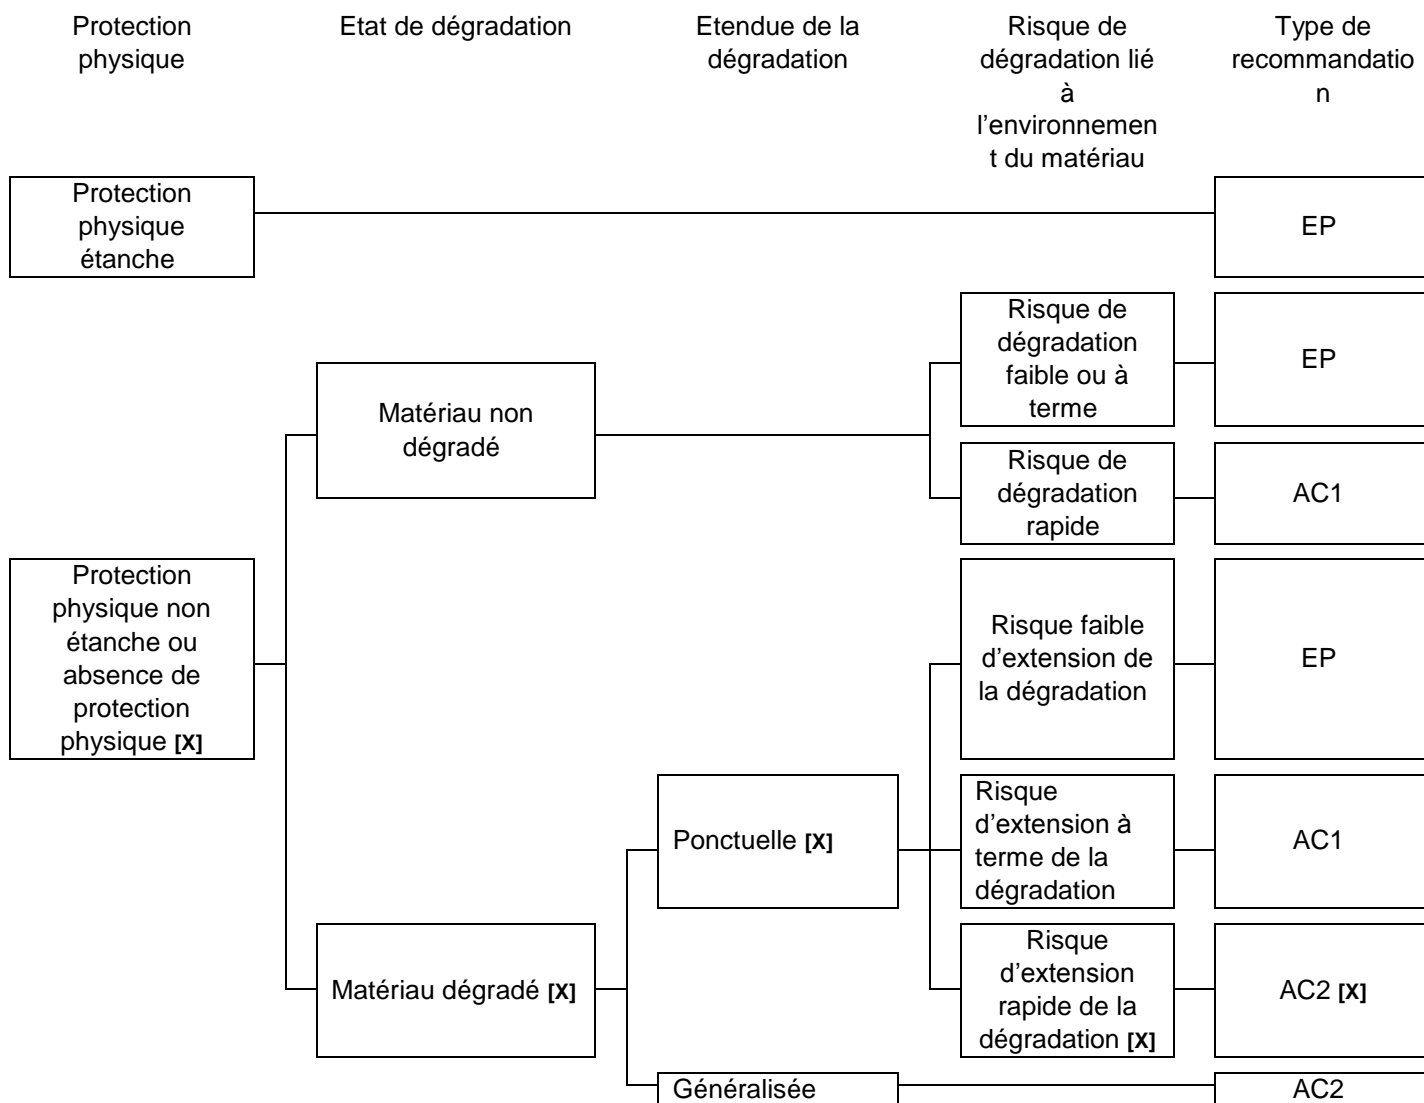 Protection
physique
Etat de dégradation
Etendue de la
dégradation
Risque de
dégradation lié
à
l’environnemen
t du matériau
Type de
recommandatio
n
Protection
physique
étanche
EP
Risque de
dégradation
faible ou à
terme
EP
Matériau non
dégradé
Risque de
dégradation
rapide
AC1
Protection
physique non
étanche ou
absence de
protection
physique [X]
Risque faible
d’extension de
la dégradation
EP
Ponctuelle [X]
Risque
d’extension à
terme de la
dégradation
AC1
Matériau dégradé [X]
Risque
d’extension
rapide de la
dégradation [X]
AC2 [X]
Généralisée
AC2